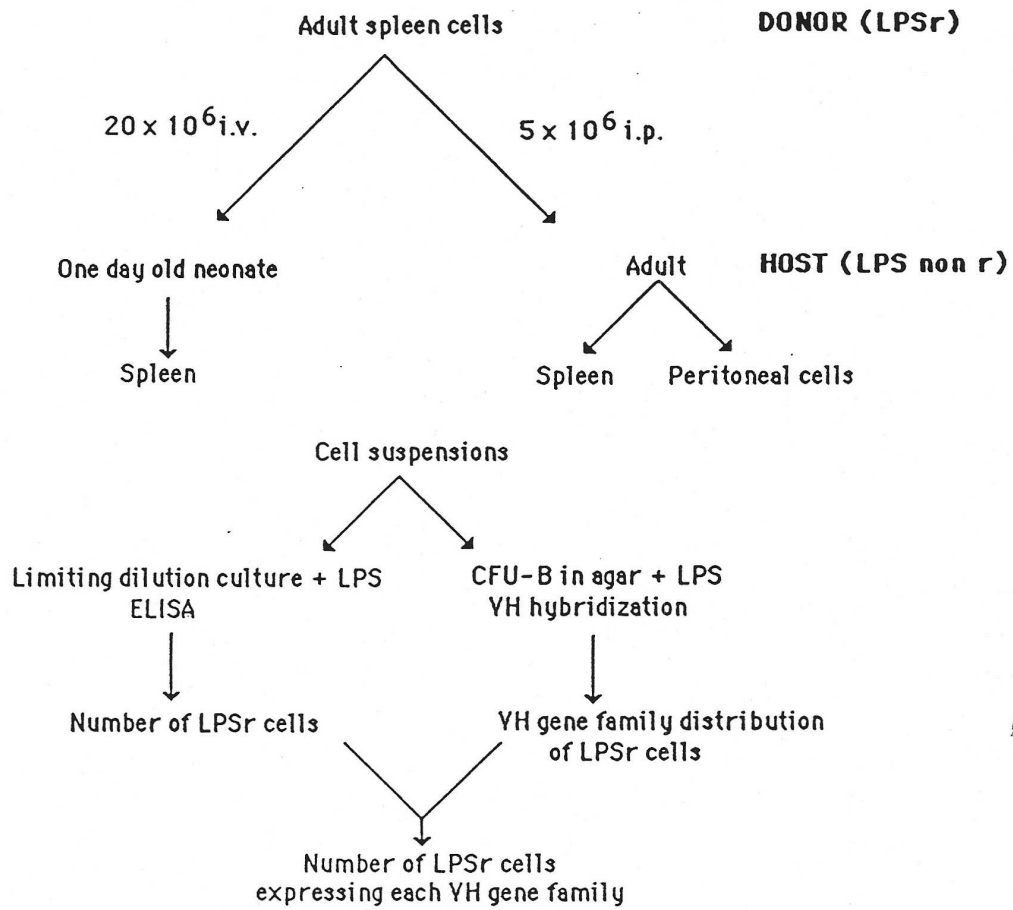 Adult spleen cells
DONOR (LPSr)
20 x 10⁶ i.v.
5 x 10⁶ i.p.
One day old neonate
Adult
HOST (LPS non r)
Spleen
Spleen
Peritoneal cells
Cell suspensions
Limiting dilution culture + LPS
ELISA
CFU-B in agar + LPS
VH hybridization
Number of LPSr cells
VH gene family distribution
of LPSr cells
Number of LPSr cells
expressing each VH gene family